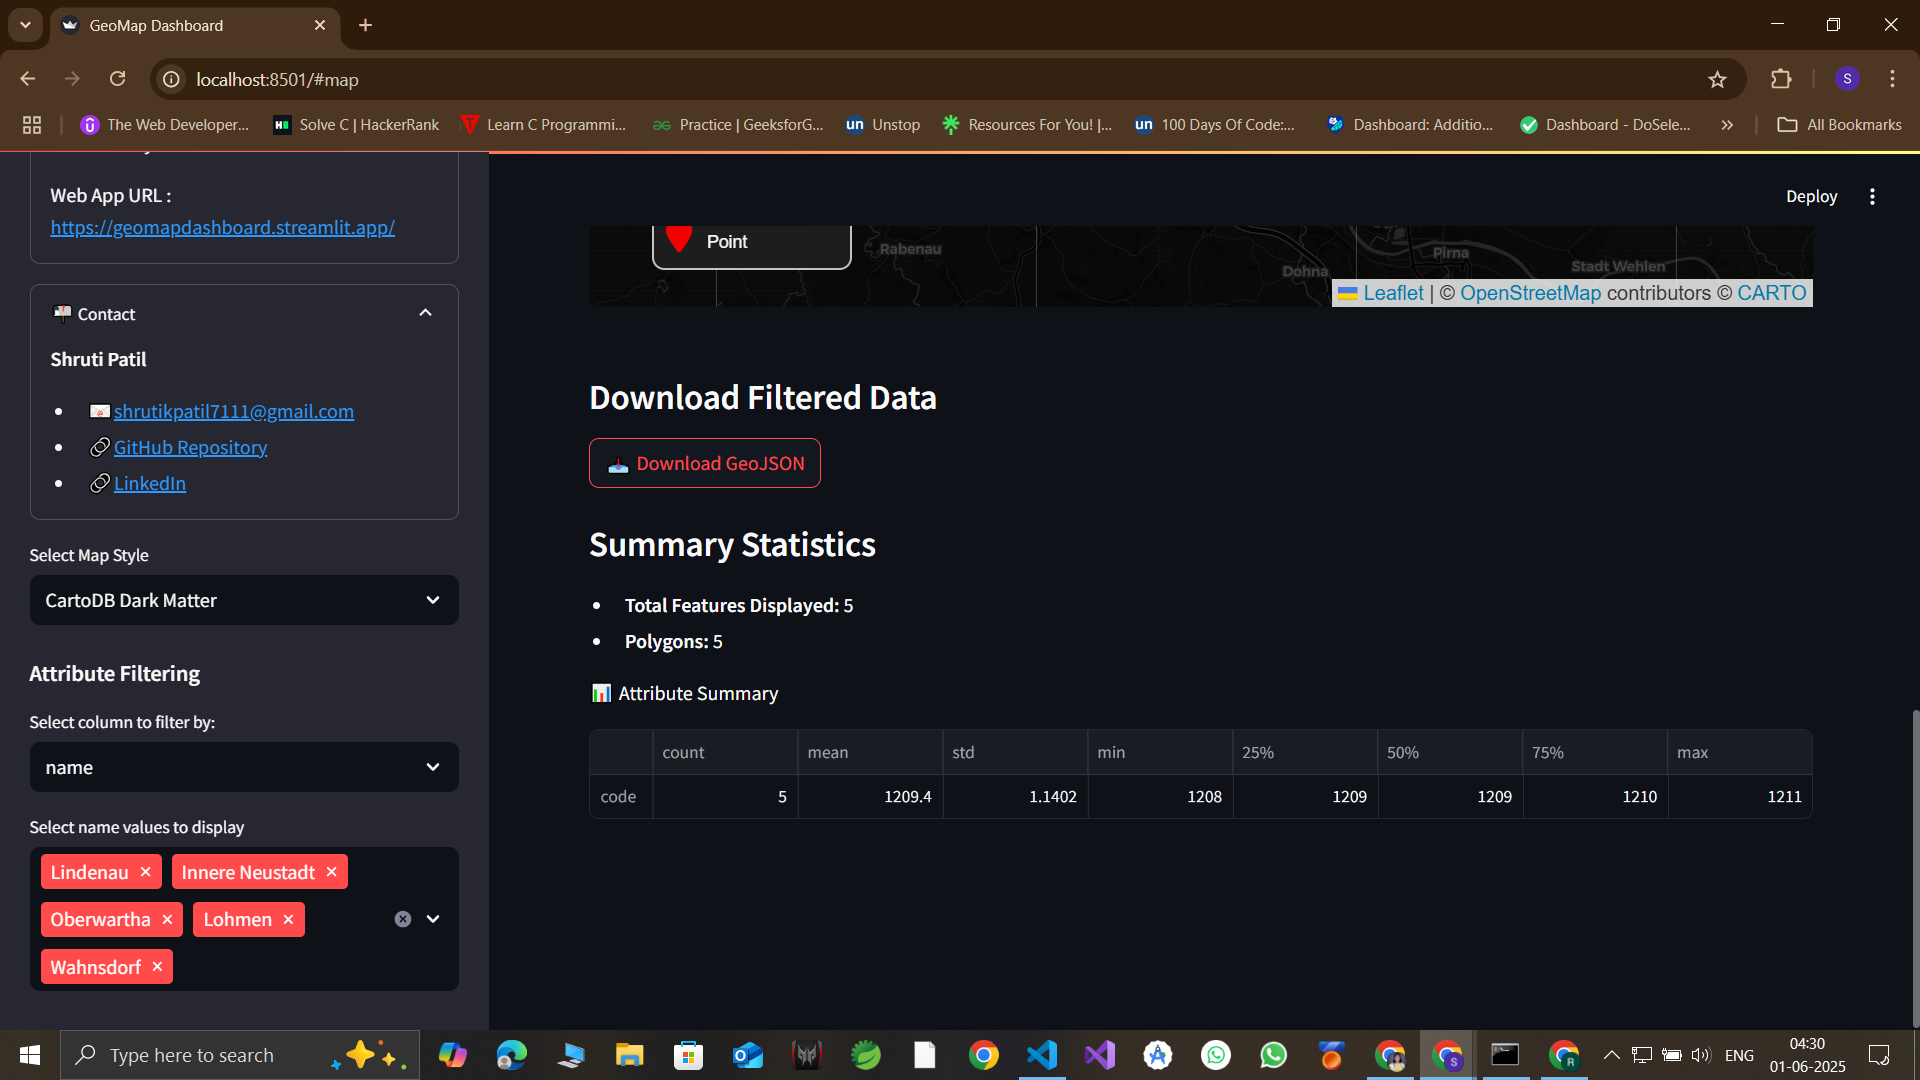 GeoMap Dashboard
localhost:8501/#map
The Web Developer...
Solve C | HackerRank
Learn C Programmi...
Practice | GeeksforG...
Unstop
Resources For You! |...
100 Days Of Code:...
Dashboard: Additio...
Dashboard - DoSele...
All Bookmarks
S
Web App URL :
https://geomapdashboard.streamlit.app/
Contact
Shruti Patil
shrutikpatil7111@gmail.com
GitHub Repository
LinkedIn
Select Map Style
CartoDB Dark Matter
Attribute Filtering
Select column to filter by:
name
Select name values to display
Lindenau
Innere Neustadt
Oberwartha
Lohmen
Wahnsdorf
Deploy
Point
Rabenau
Dohna
Pirna
Stadt Wehlen
Leaflet | © OpenStreetMap contributors © CARTO
Download Filtered Data
Download GeoJSON
Summary Statistics
Total Features Displayed: 5
Polygons: 5
Attribute Summary
count mean std min 25% 50% 75% max
code 5 1209.4 1.1402 1208 1209 1209 1210 1211
Type here to search
ENG
04:30
01-06-2025